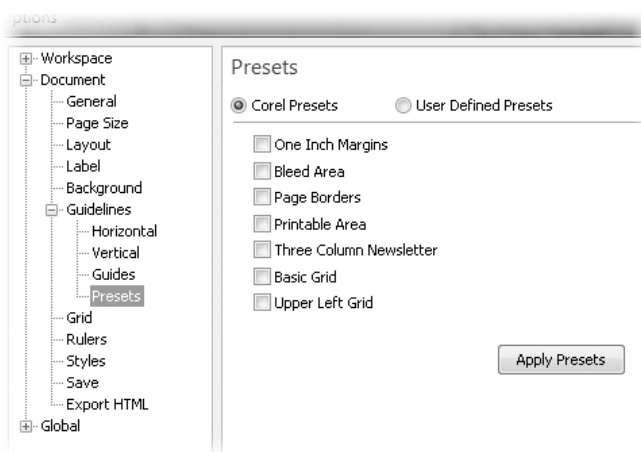 Options
Workspace
Document
General
Page Size
Layout
Label
Background
Guidelines
Horizontal
Vertical
Guides
Presets
Grid
Rulers
Styles
Save
Export HTML
Global
Presets
Corel Presets
User Defined Presets
One Inch Margins
Bleed Area
Page Borders
Printable Area
Three Column Newsletter
Basic Grid
Upper Left Grid
Apply Presets